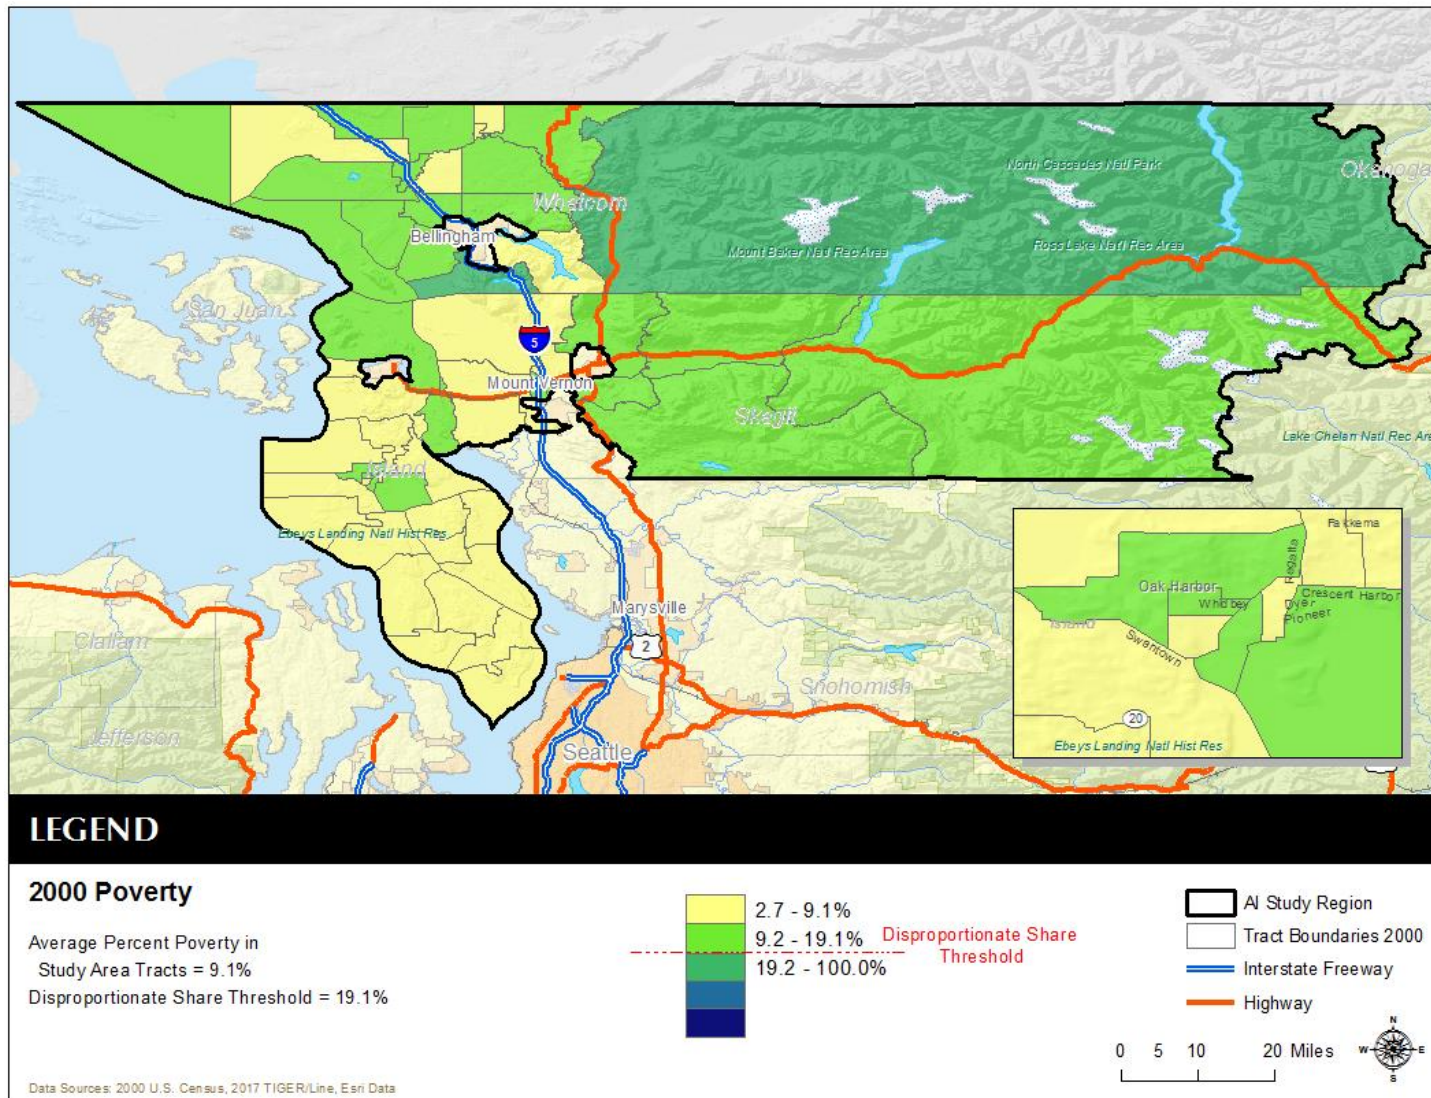 North Cascades Natl Park
Okanoga
Whatcom
Bellingham
Mount Baker Natl Rec Area
Ross Lake Nat'l Rec Area
San Juan
5
Mount Vernon
Skagit
Lake Chelan Natl Rec Are
Island
Ebeys Landing Natl Hist Res
Marysville
2
Clallam
Snohomish
Jefferson
Seattle
Fakkema
Regatta
Oak Harbor
Crescent Harbor
Whidbey
Dyer
Pioneer
Island
Swantown
20
Ebeys Landing Natl Hist Res
LEGEND
2000 Poverty
Average Percent Poverty in
Study Area Tracts = 9.1%
Disproportionate Share Threshold = 19.1%
2.7 - 9.1%
9.2 - 19.1%
19.2 - 100.0%
Disproportionate Share
Threshold
AI Study Region
Tract Boundaries 2000
Interstate Freeway
Highway
0 5 10 20 Miles
N
W E
S
Data Sources: 2000 U.S. Census, 2017 TIGER/Line, Esri Data